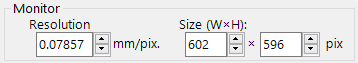 Monitor
Resolution Size (W×H):
0.07857 mm/pix. 602 × 596 pix